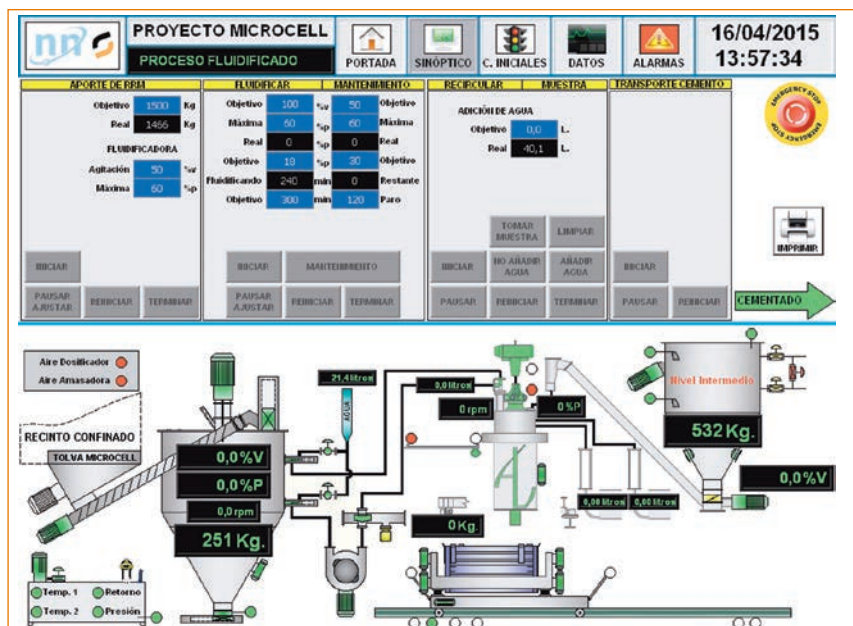 nn
PROYECTO MICROCELL
PROCESO FLUIDIFICADO
PORTADA
SINÓPTICO
C. INICIALES
DATOS
ALARMAS
16/04/2015
13:57:34
APORTE DE RRM
Objetivo 1500 Kg
Real 1466 Kg
FLUIDIFICADORA
Agitación 50 %v
Máxima 60 %p
INICIAR
PAUSAR AJUSTAR
REINICIAR
TERMINAR
FLUIDIFICAR
MANTENIMIENTO
Objetivo 100 %v 50 Objetivo
Máxima 60 %p 60 Máxima
Real 0 %p 0 Real
Objetivo 18 %p 30 Objetivo
Fluidificando 240 min 0 Restante
Objetivo 300 min 120 Paro
INICIAR
MANTENIMIENTO
PAUSAR AJUSTAR
REINICIAR
TERMINAR
RECIRCULAR
MUESTRA
ADICIÓN DE AGUA
Objetivo 0,0 L.
Real 40,1 L.
TOMAR MUESTRA
LIMPIAR
INICIAR
NO AÑADIR AGUA
AÑADIR AGUA
PAUSAR
REINICIAR
TERMINAR
TRANSPORTE CEMENTO
INICIAR
PAUSAR
REINICIAR
EMERGENCY STOP
EMERGENCY STOP
IMPRIMIR
CEMENTADO
Aire Dosificador
Aire Amasadora
RECINTO CONFINADO
TOLVA MICROCELL
0,0%V
0,0%P
0,0 rpm
251 Kg.
21,4 litros
AGUA
0,0 litros
0 rpm
0 %P
0 Kg.
0,00 litros
0,00 litros
Nivel Intermedio
532 Kg.
0,0%V
Temp. 1
Retorno
Temp. 2
Presión